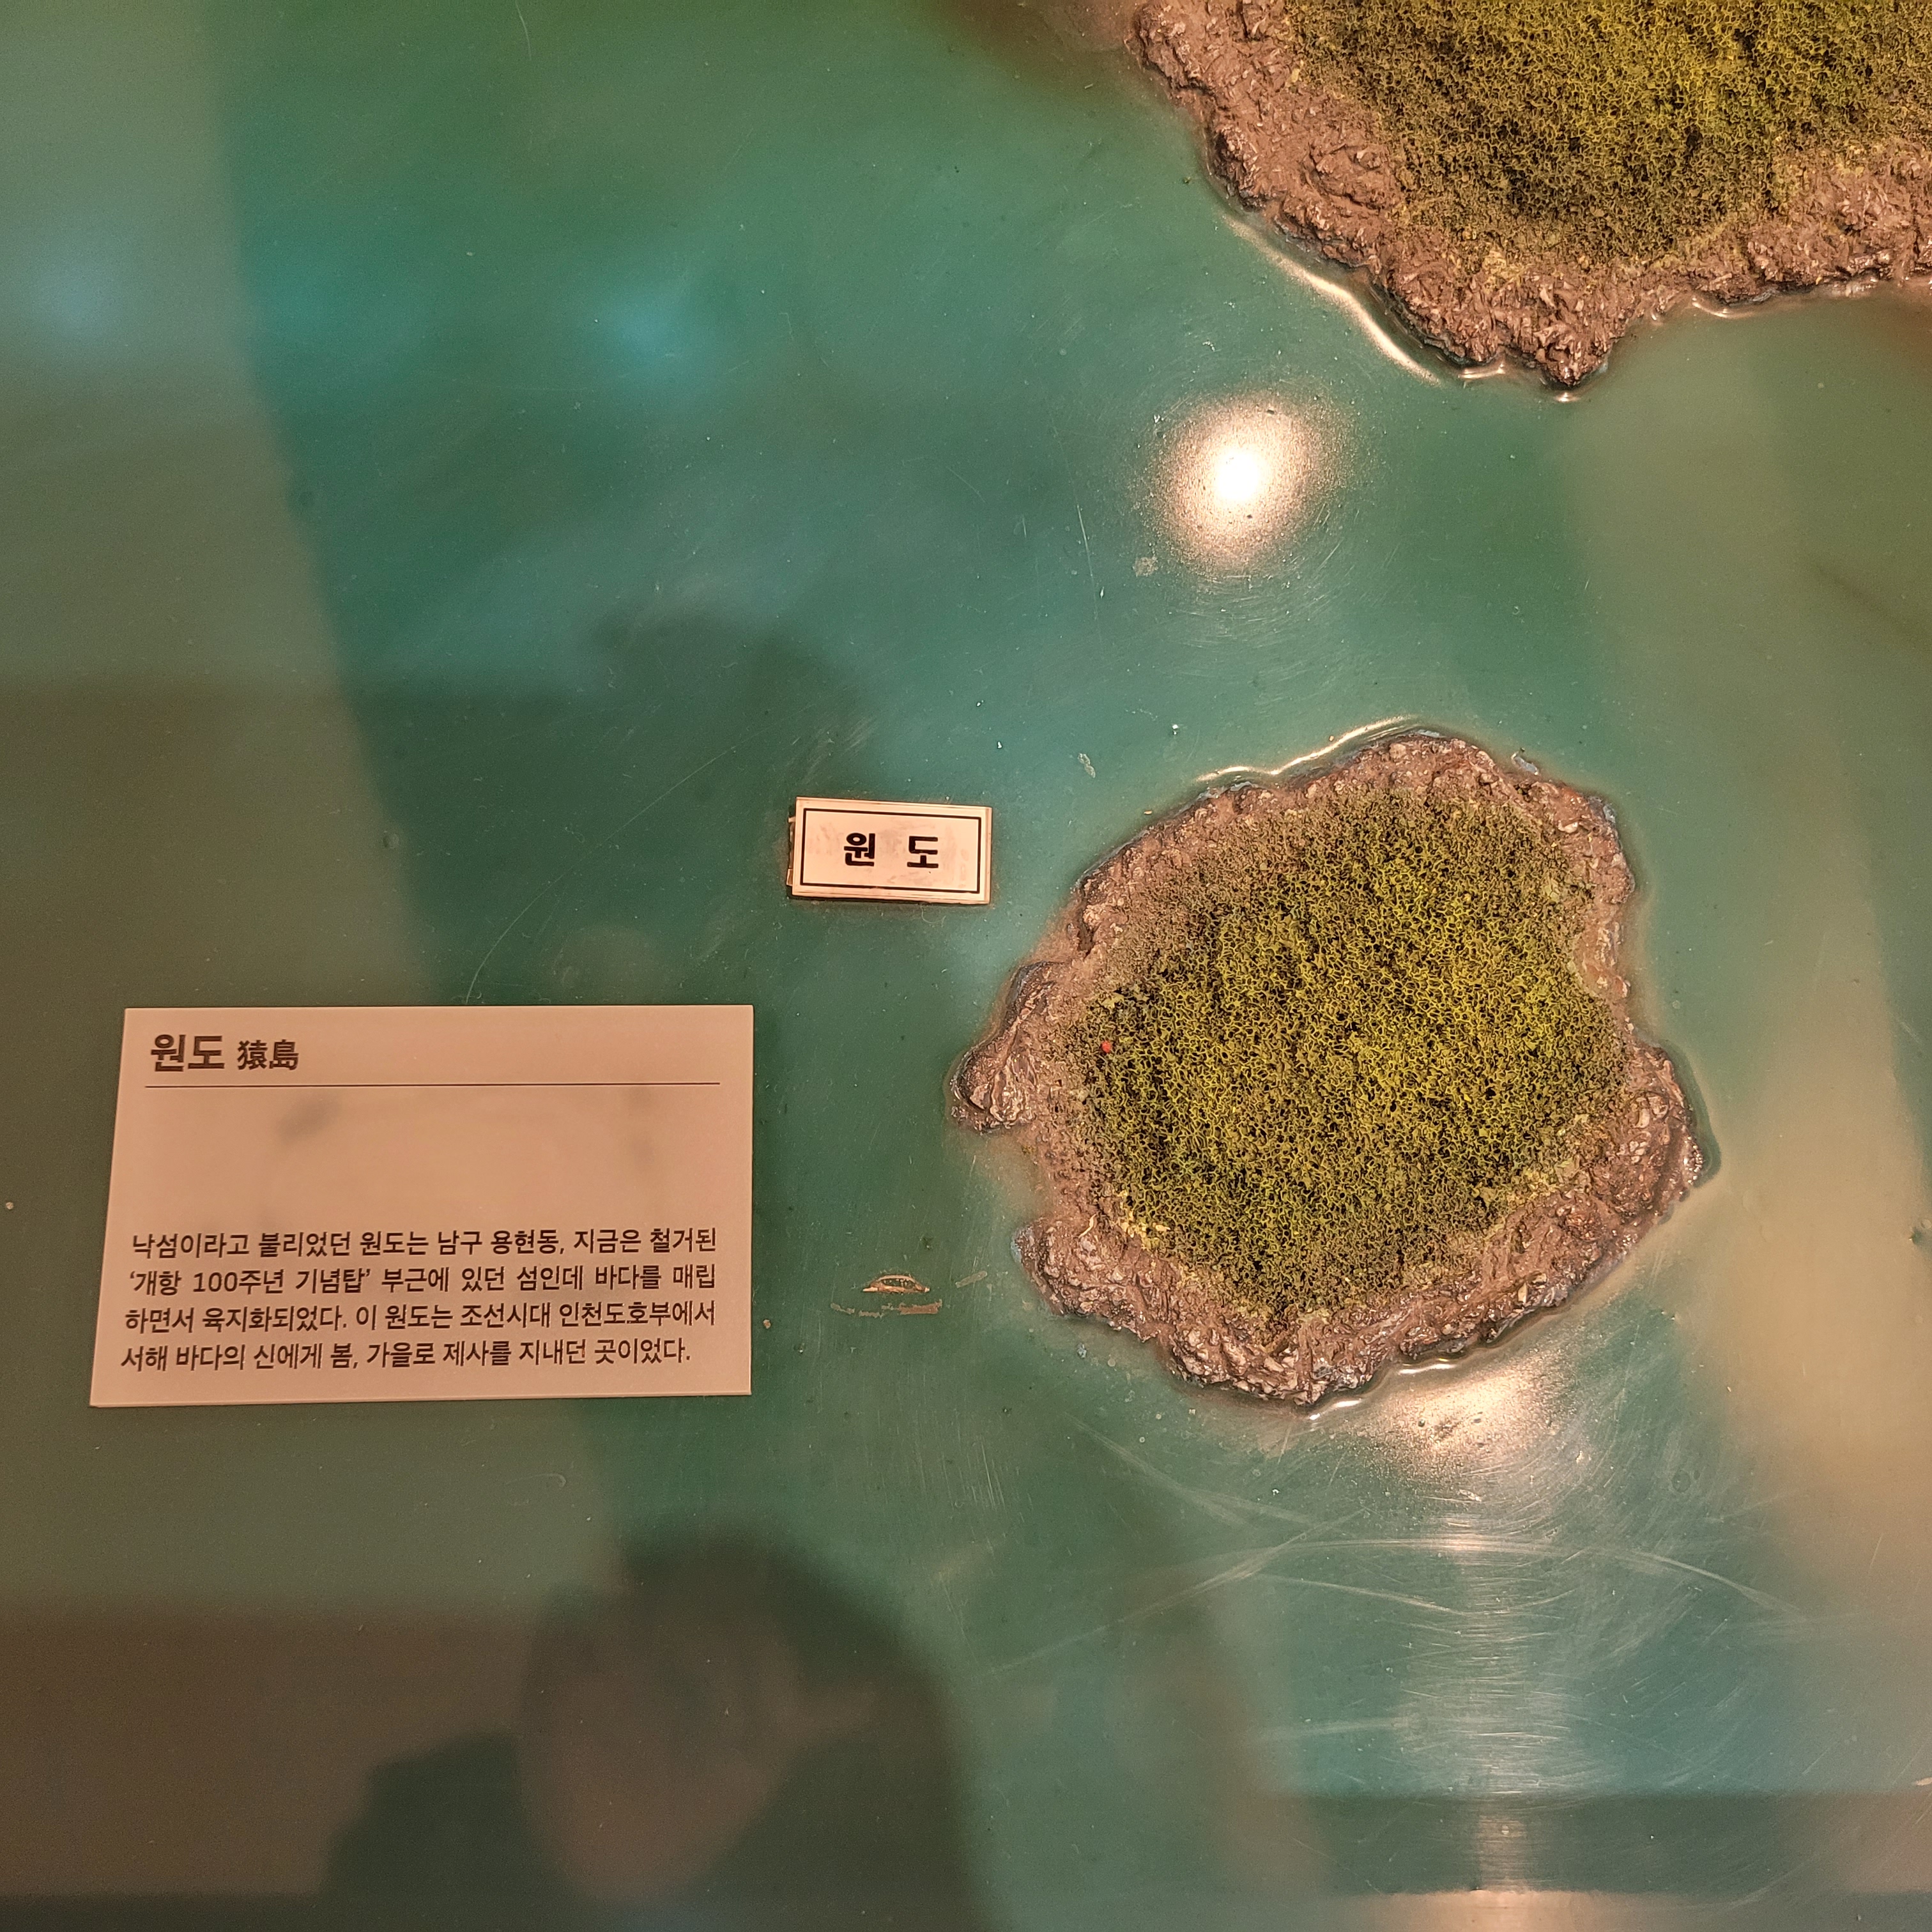 원 도
원도 猿島
낙섬이라고 불리었던 원도는 남구 용현동, 지금은 철거된
‘개항 100주년 기념탑’ 부근에 있던 섬인데 바다를 매립
하면서 육지화되었다. 이 원도는 조선시대 인천도호부에서
서해 바다의 신에게 봄, 가을로 제사를 지내던 곳이었다.